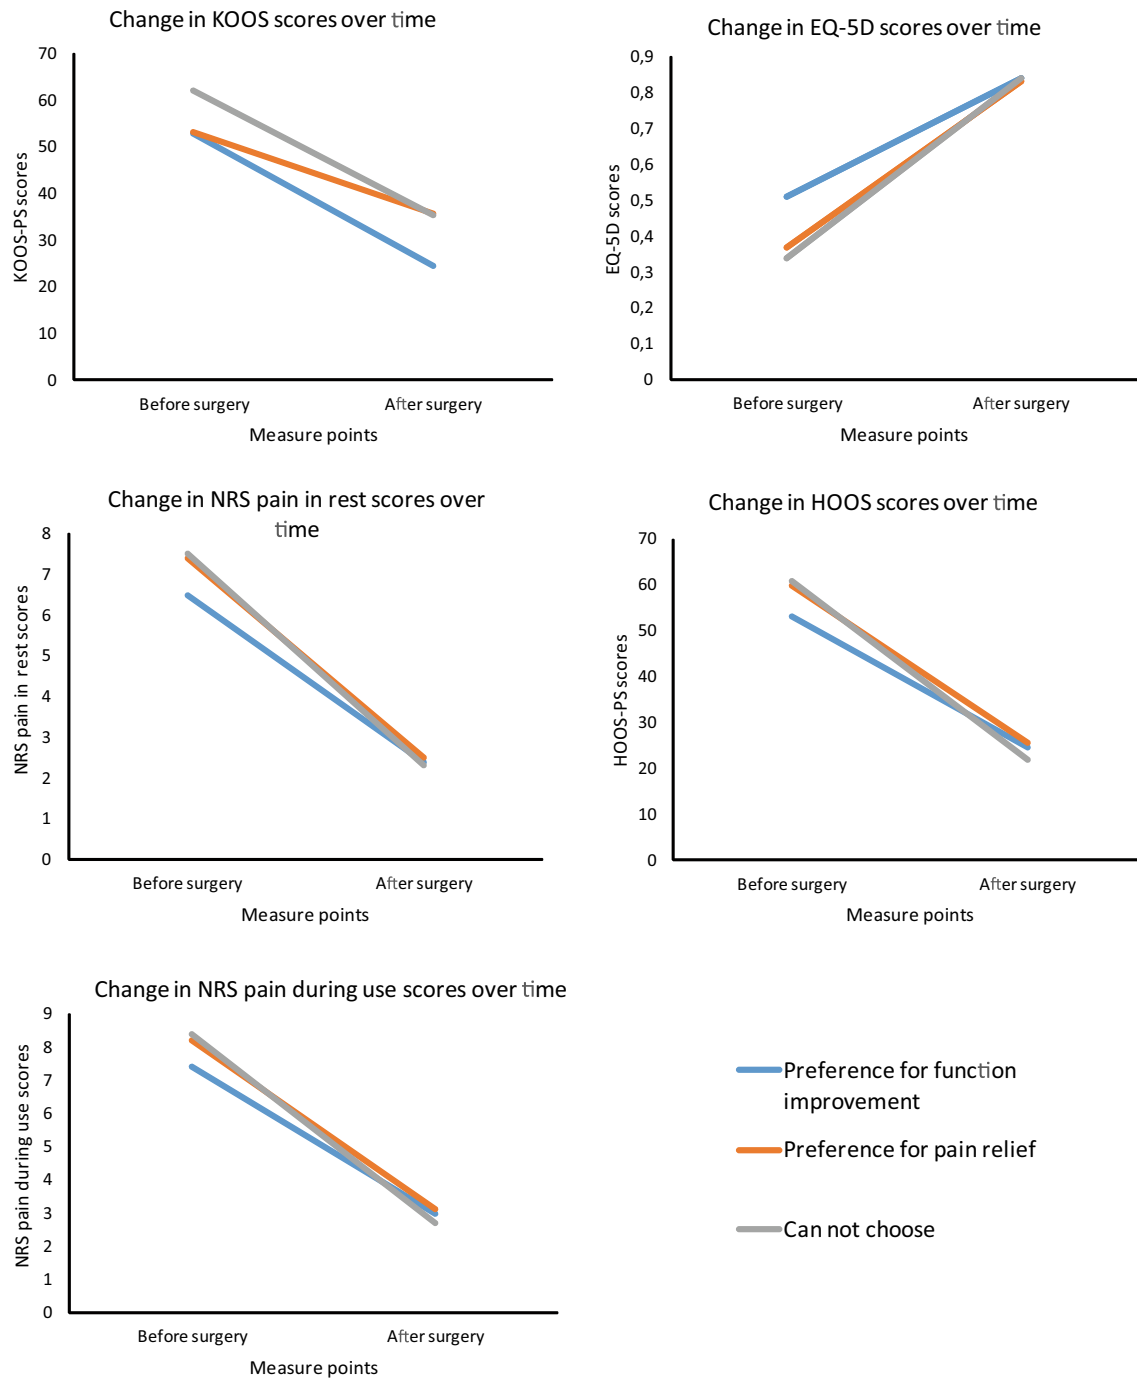 Change in KOOS scores over time
70
60
50
40
30
20
10
0
KOOS-PS scores
Before surgery
After surgery
Measure points
Change in EQ-5D scores over time
0,9
0,8
0,7
0,6
0,5
0,4
0,3
0,2
0,1
0
EQ-5D scores
Before surgery
After surgery
Measure points
Change in NRS pain in rest scores over
time
8
7
6
5
4
3
2
1
0
NRS pain in rest scores
Before surgery
After surgery
Measure points
Change in HOOS scores over time
70
60
50
40
30
20
10
0
HOOS-PS scores
Before surgery
After surgery
Measure points
Change in NRS pain during use scores over time
9
8
7
6
5
4
3
2
1
0
NRS pain during use scores
Before surgery
After surgery
Measure points
Preference for function
improvement
Preference for pain relief
Can not choose